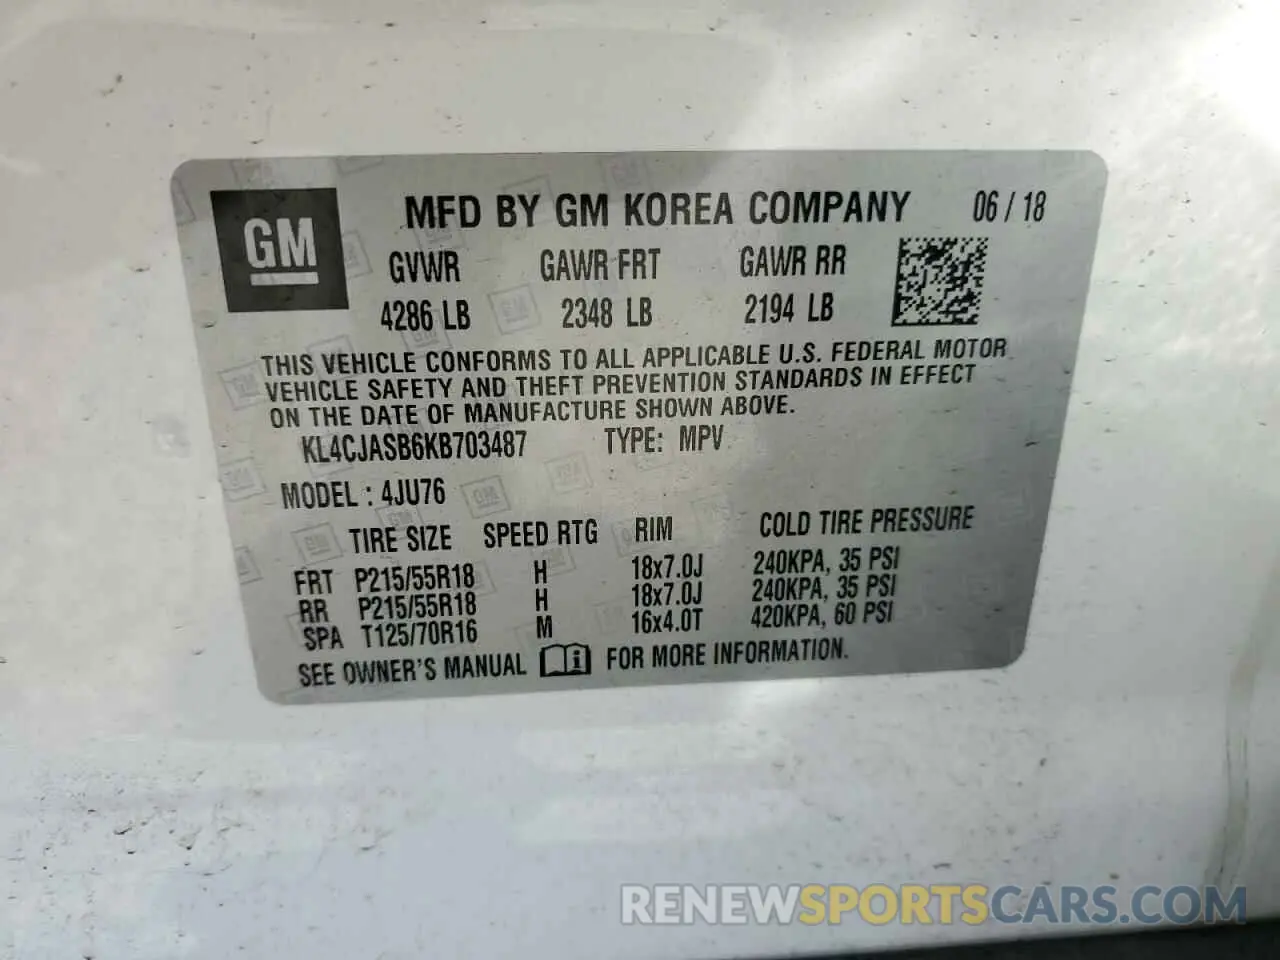 GM
MFD BY GM KOREA COMPANY 06/18
GVWR GAWR FRT GAWR RR
4286 LB 2348 LB 2194 LB
THIS VEHICLE CONFORMS TO ALL APPLICABLE U.S. FEDERAL MOTOR
VEHICLE SAFETY AND THEFT PREVENTION STANDARDS IN EFFECT
ON THE DATE OF MANUFACTURE SHOWN ABOVE.
KL4CJASB6KB703487 TYPE: MPV
MODEL : 4JU76
TIRE SIZE SPEED RTG RIM COLD TIRE PRESSURE
FRT P215/55R18 H 18x7.0J 240KPA, 35 PSI
RR P215/55R18 H 18x7.0J 240KPA, 35 PSI
SPA T125/70R16 M 16x4.0T 420KPA, 60 PSI
SEE OWNER'S MANUAL i FOR MORE INFORMATION.
RENEWSPORTSCARS.COM